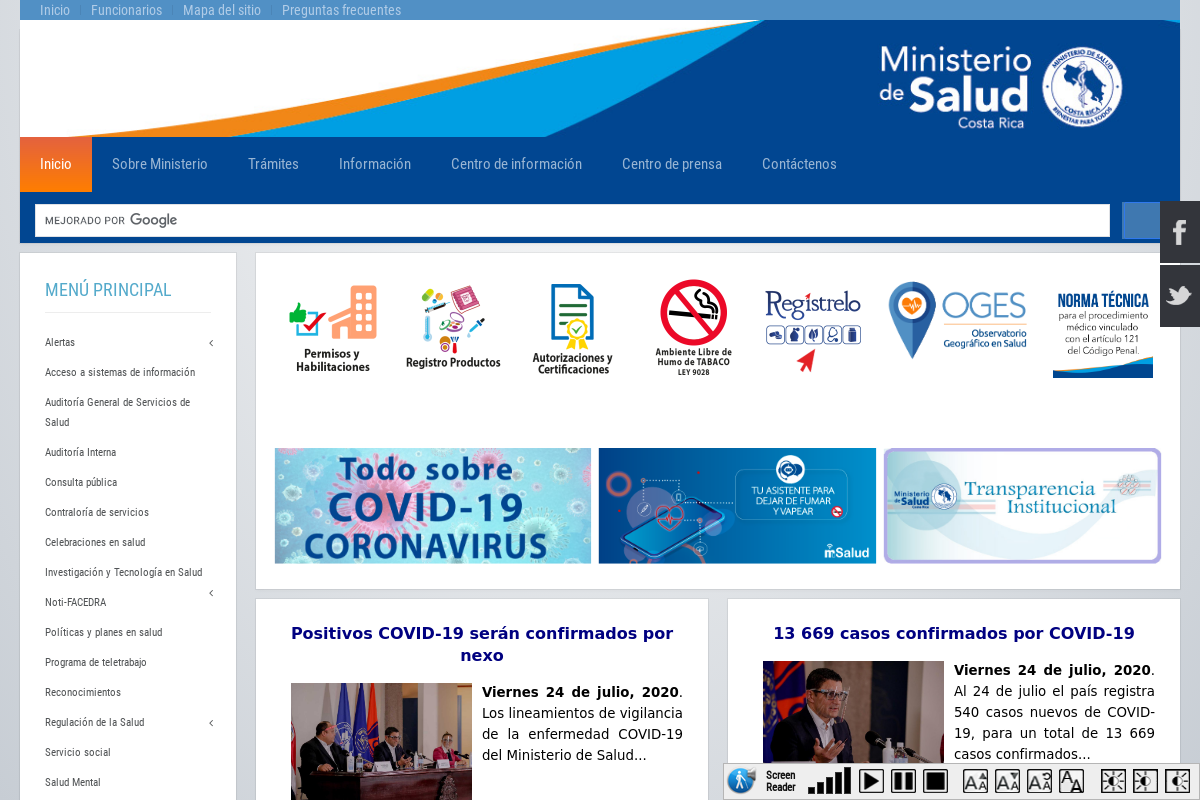 Inicio
Funcionarios
Mapa del sitio
Preguntas frecuentes
Ministerio
de Salud
Costa Rica
MINISTERIO DE SALUD
COSTA RICA
BIENESTAR PARA TODOS
Inicio
Sobre Ministerio
Trámites
Información
Centro de información
Centro de prensa
Contáctenos
MEJORADO POR Google
MENÚ PRINCIPAL
Alertas
Acceso a sistemas de información
Auditoría General de Servicios de
Salud
Auditoría Interna
Consulta pública
Contraloría de servicios
Celebraciones en salud
Investigación y Tecnología en Salud
Noti-FACEDRA
Políticas y planes en salud
Programa de teletrabajo
Reconocimientos
Regulación de la Salud
Servicio social
Salud Mental
Permisos y
Habilitaciones
Registro Productos
Autorizaciones y
Certificaciones
Ambiente Libre de
Humo de TABACO
LEY 9028
Regístrelo
OGES
Observatorio
Geográfico en Salud
NORMA TÉCNICA
para el procedimiento
médico vinculado
con el artículo 121
del Código Penal.
Todo sobre
COVID-19
CORONAVIRUS
TU ASISTENTE PARA
DEJAR DE FUMAR
Y VAPEAR
mSalud
Ministerio
de Salud
Costa Rica
Transparencia
Institucional
Positivos COVID-19 serán confirmados por
nexo
Viernes 24 de julio, 2020.
Los lineamientos de vigilancia
de la enfermedad COVID-19
del Ministerio de Salud...
13 669 casos confirmados por COVID-19
Viernes 24 de julio, 2020.
Al 24 de julio el país registra
540 casos nuevos de COVID-
19, para un total de 13 669
casos confirmados...
Screen
Reader